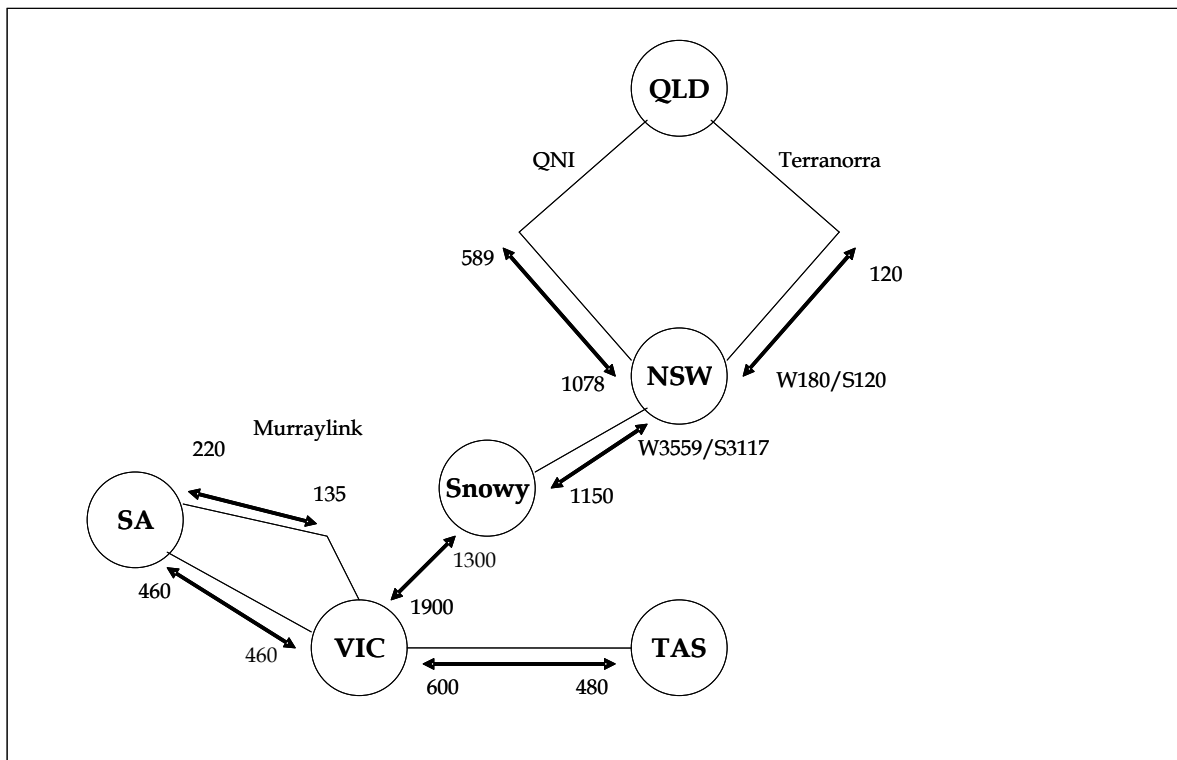 QLD
QNI
Terranorra
589
120
1078
NSW
W180/S120
Murraylink
W3559/S3117
220
Snowy
1150
135
SA
1300
460
1900
460
VIC
TAS
600
480